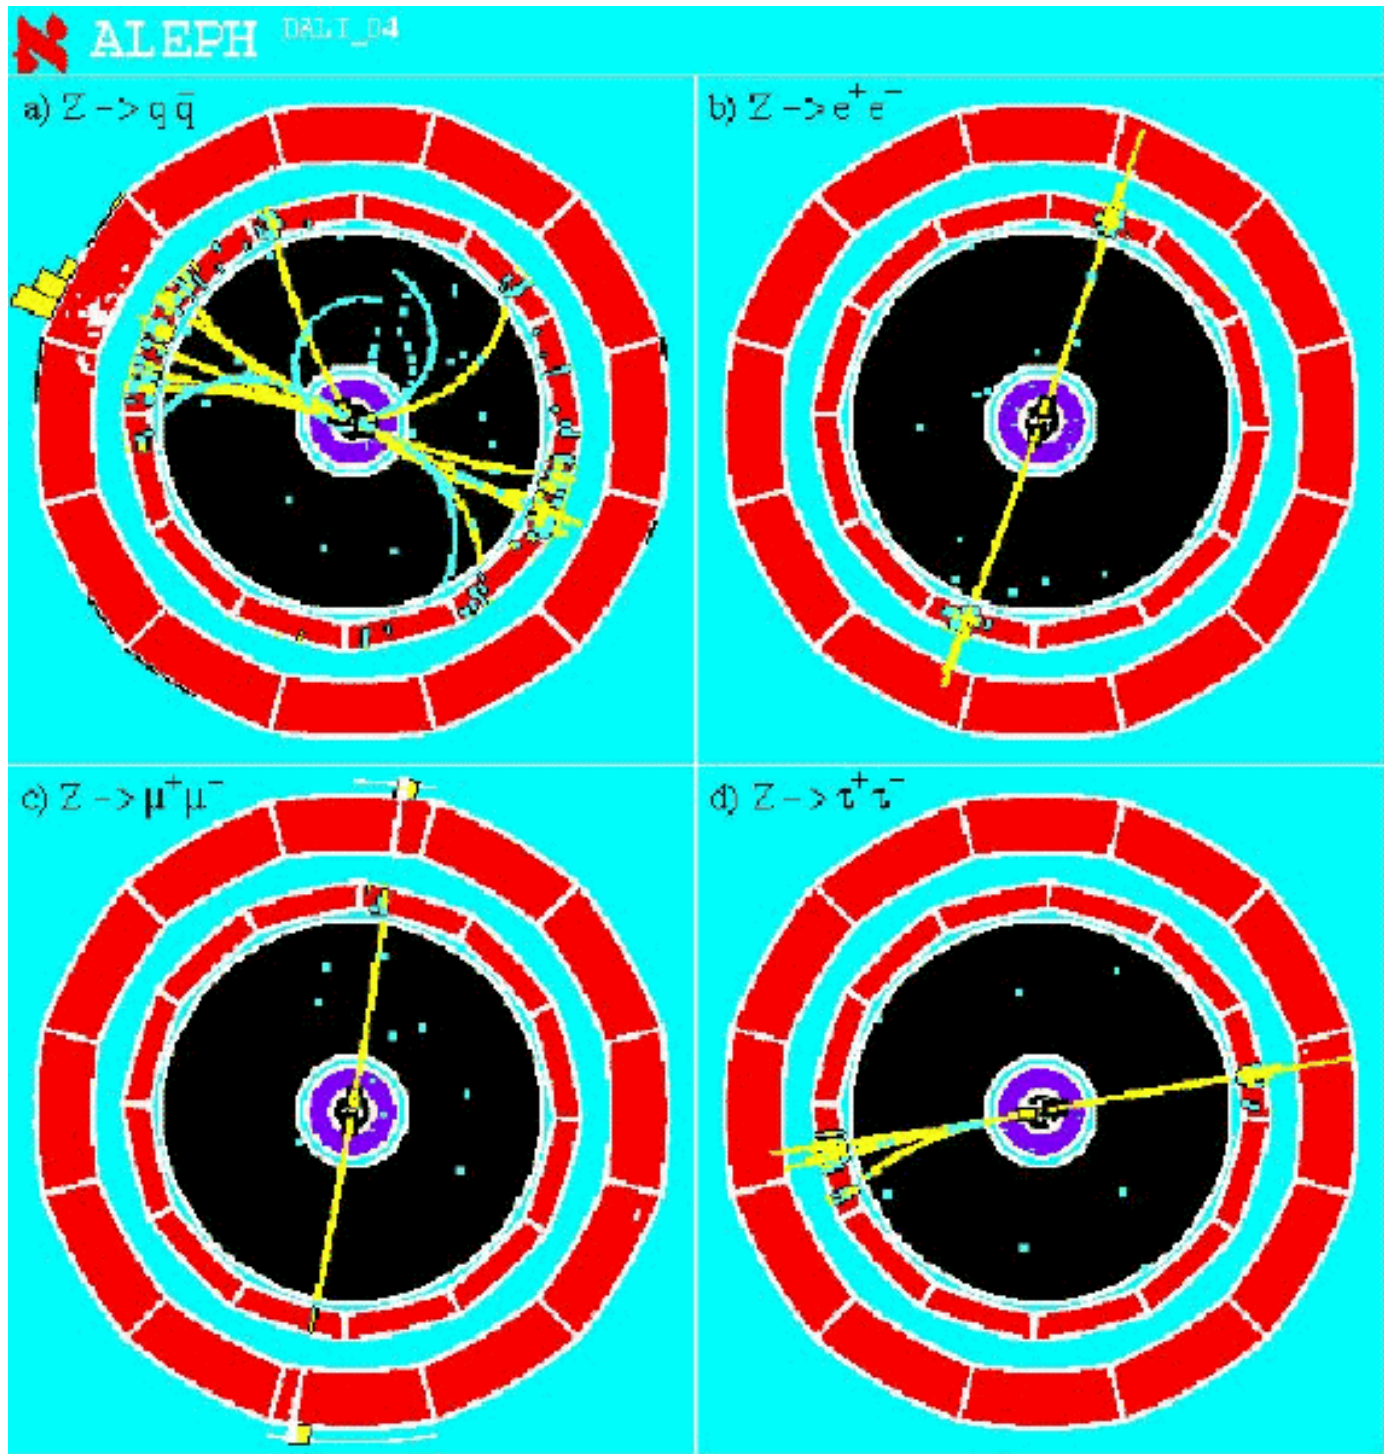 ALEPH DALI_D4
a) Z -> q q̄
b) Z -> e⁺ e⁻
c) Z -> μ⁺ μ⁻
d) Z -> τ⁺ τ⁻